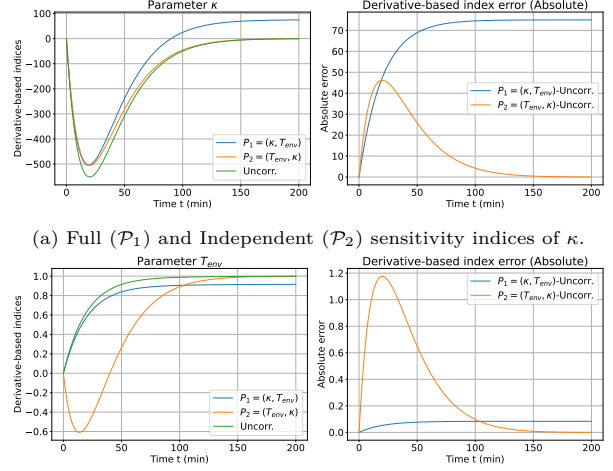 Parameter κ
Derivative-based indices
100
0
−100
−200
−300
−400
−500
0 50 100 150 200
Time t (min)
P₁ = (κ, Tₑₙᵥ)
P₂ = (Tₑₙᵥ, κ)
Uncorr.
Derivative-based index error (Absolute)
Absolute error
70
60
50
40
30
20
10
0
0 50 100 150 200
Time t (min)
P₁ = (κ, Tₑₙᵥ)-Uncorr.
P₂ = (Tₑₙᵥ, κ)-Uncorr.
(a) Full (𝒫₁) and Independent (𝒫₂) sensitivity indices of κ.
Parameter Tₑₙᵥ
Derivative-based indices
1.0
0.8
0.6
0.4
0.2
0.0
−0.2
−0.4
−0.6
0 50 100 150 200
Time t (min)
P₁ = (κ, Tₑₙᵥ)
P₂ = (Tₑₙᵥ, κ)
Uncorr.
Derivative-based index error (Absolute)
Absolute error
1.2
1.0
0.8
0.6
0.4
0.2
0.0
0 50 100 150 200
Time t (min)
P₁ = (κ, Tₑₙᵥ)-Uncorr.
P₂ = (Tₑₙᵥ, κ)-Uncorr.